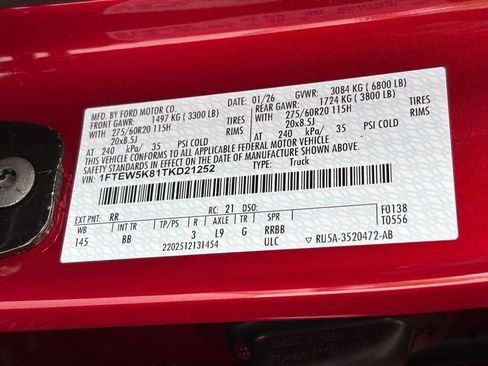 MFD. BY FORD MOTOR CO.
DATE: 01/26 GVWR: 3084 KG ( 6800 LB)
FRONT GAWR: 1497 KG ( 3300 LB) REAR GAWR: 1724 KG ( 3800 LB)
WITH 275/60R20 115H TIRES WITH 275/60R20 115H TIRES
20x8.5J RIMS 20x8.5J RIMS
AT 240 kPa/ 35 PSI COLD AT 240 kPa/ 35 PSI COLD
THIS VEHICLE CONFORMS TO ALL APPLICABLE FEDERAL MOTOR VEHICLE
SAFETY STANDARDS IN EFFECT ON THE DATE OF MANUFACTURE SHOWN ABOVE.
VIN: 1FTEW5K81TKD21252 TYPE: Truck
EXT PNT: RR RC: 21 DSO: F0138
WB INT TR TP/PS R AXLE TR SPR T0556
145 BB 3 L9 G RRBB
2202512131454 ULC RU5A-3520472-AB